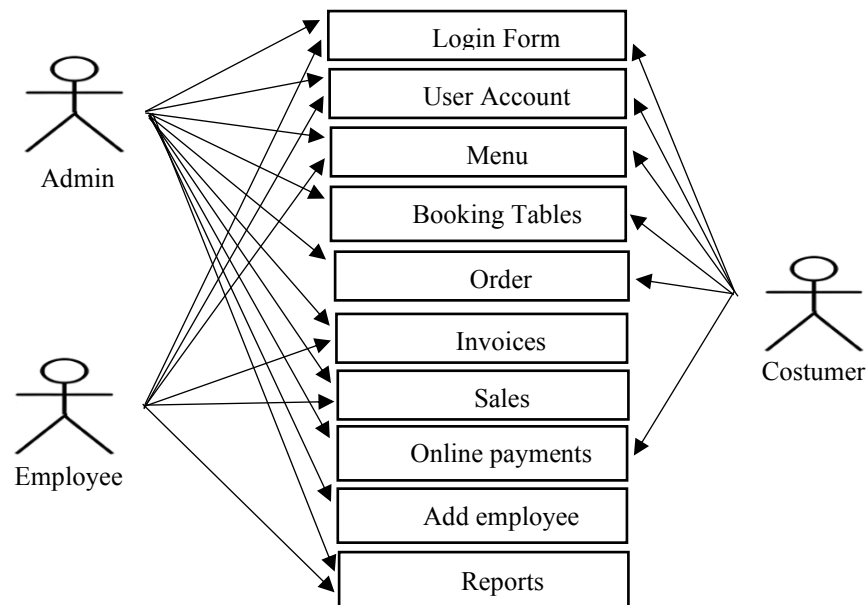 Login Form
User Account
Admin
Menu
Booking Tables
Order
Invoices
Costumer
Sales
Employee
Online payments
Add employee
Reports